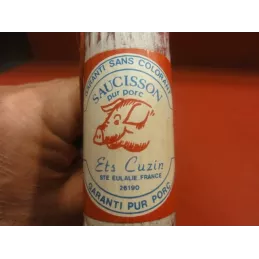 GARANTI SANS COLORANT
SAUCISSON
pur porc
Ets Cuzin
STE EULALIE FRANCE
26190
GARANTI PUR PORC